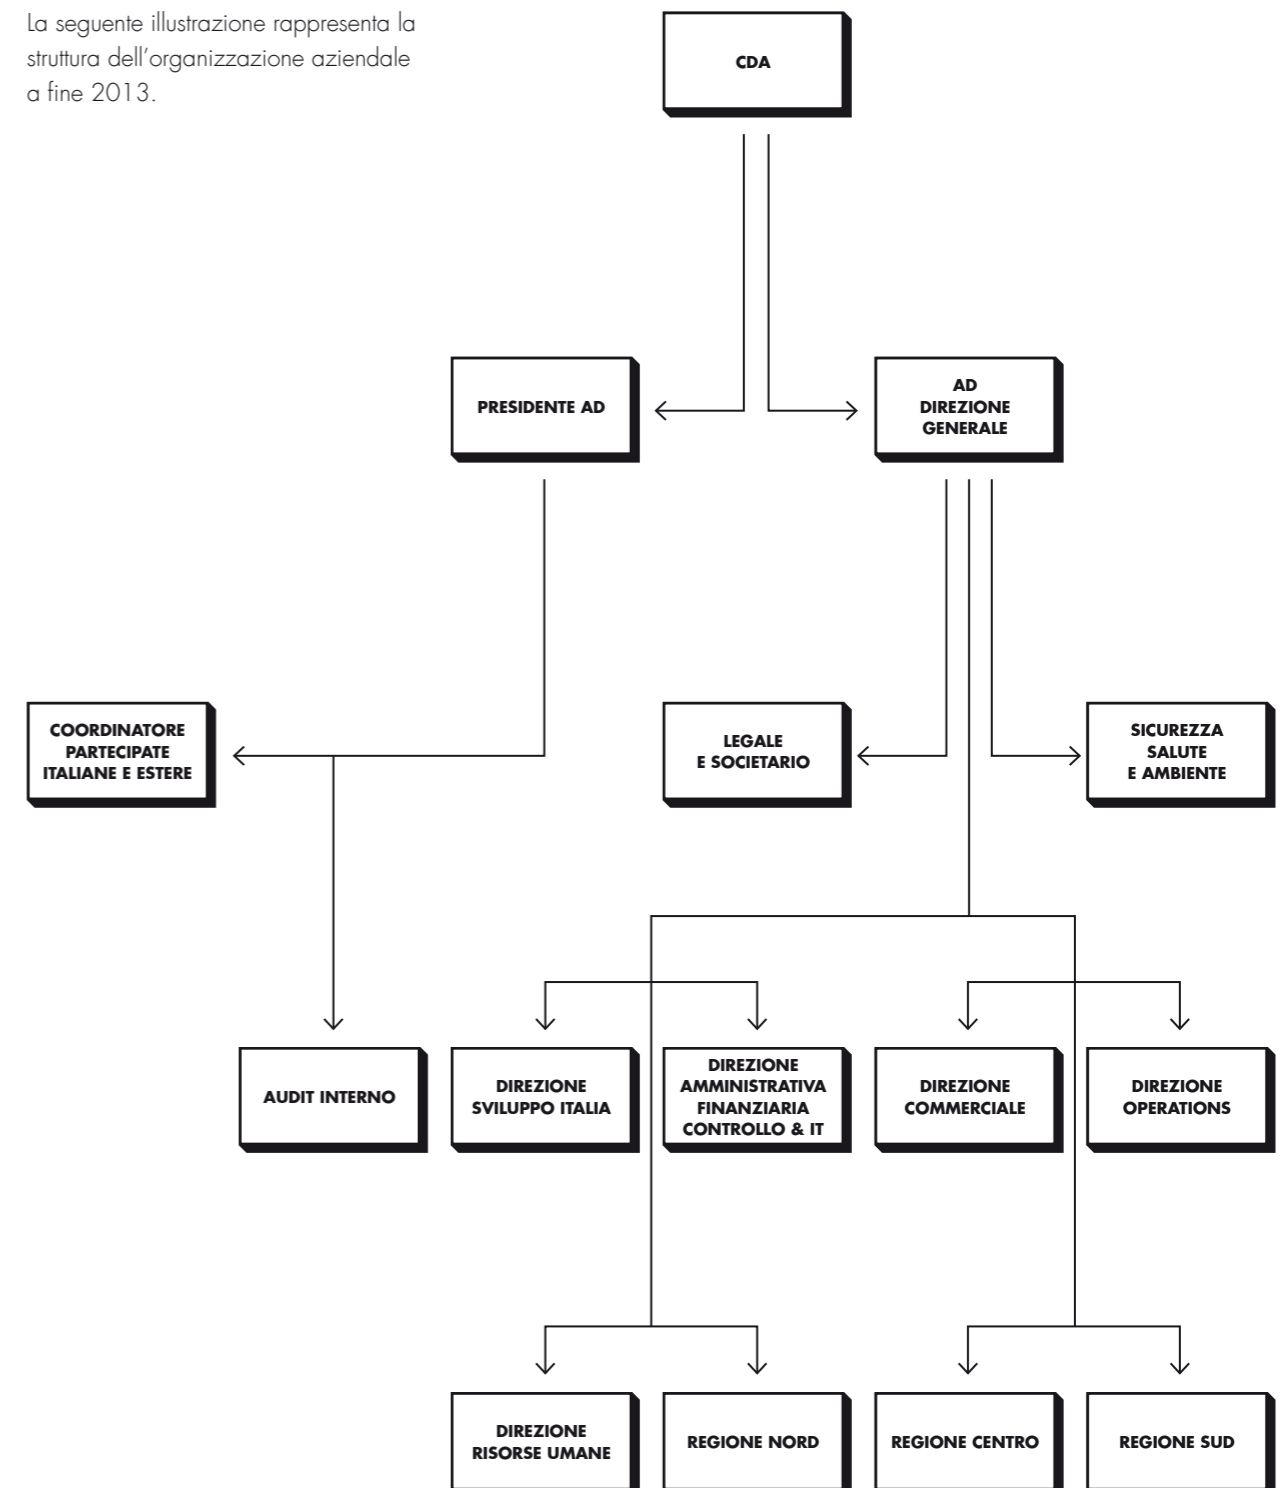 La seguente illustrazione rappresenta la
struttura dell’organizzazione aziendale
a fine 2013.
CDA
PRESIDENTE AD
AD
DIREZIONE
GENERALE
COORDINATORE
PARTECIPATE
ITALIANE E ESTERE
LEGALE
E SOCIETARIO
SICUREZZA
SALUTE
E AMBIENTE
AUDIT INTERNO
DIREZIONE
SVILUPPO ITALIA
DIREZIONE
AMMINISTRATIVA
FINANZIARIA
CONTROLLO & IT
DIREZIONE
COMMERCIALE
DIREZIONE
OPERATIONS
DIREZIONE
RISORSE UMANE
REGIONE NORD
REGIONE CENTRO
REGIONE SUD